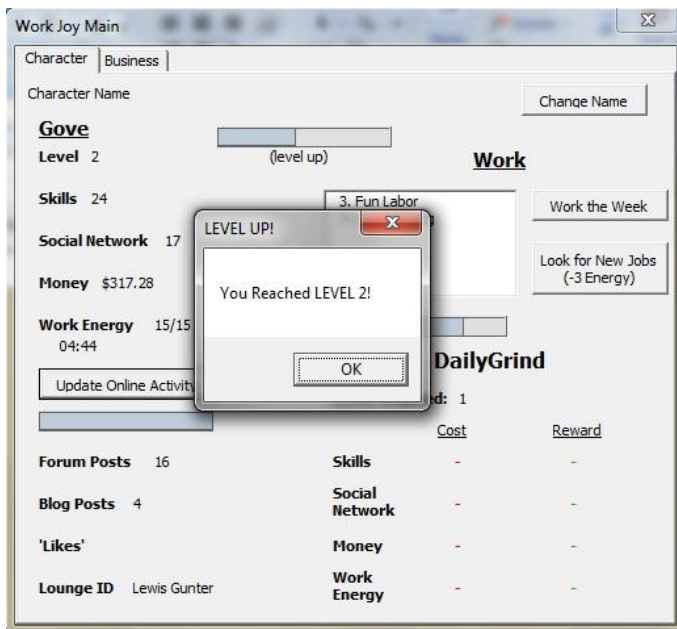 Work Joy Main
Character
Business
Character Name
Change Name
Gove
Level 2
(level up)
Work
Skills 24
3. Fun Labor
Work the Week
Social Network 17
Look for New Jobs
(-3 Energy)
Money $317.28
LEVEL UP!
You Reached LEVEL 2!
OK
Work Energy 15/15
04:44
DailyGrind
Update Online Activity
1
Cost Reward
Forum Posts 16
Skills - -
Blog Posts 4
Social
Network - -
'Likes'
Money - -
Lounge ID Lewis Gunter
Work
Energy - -